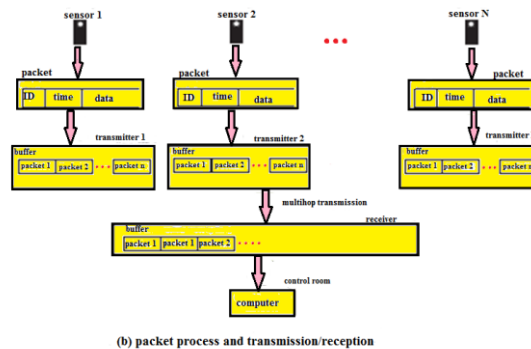 sensor 1 sensor 2 sensor N
packet packet packet
ID time data ID time data ID time data
transmitter 1 transmitter 2 transmitter
buffer buffer buffer
packet 1 packet 2 packet n packet 1 packet 2 packet n packet 1 packet 2 packet n
multihop transmission
receiver
buffer
packet 1 packet 1 packet 2
control room
computer
(b) packet process and transmission/reception